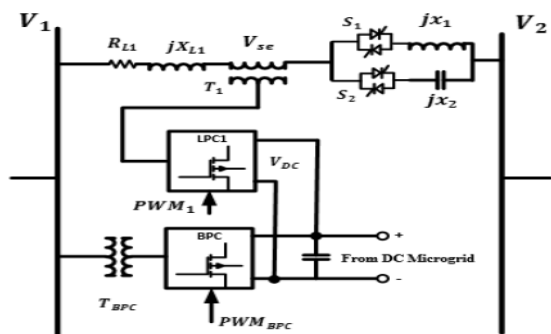 V1 V2
RL1 jXL1 Vse S1 jx1
T1 S2 jx2
LPC1
VDC
PWM1
BPC
+
From DC Microgrid
-
TBPC
PWMBPC